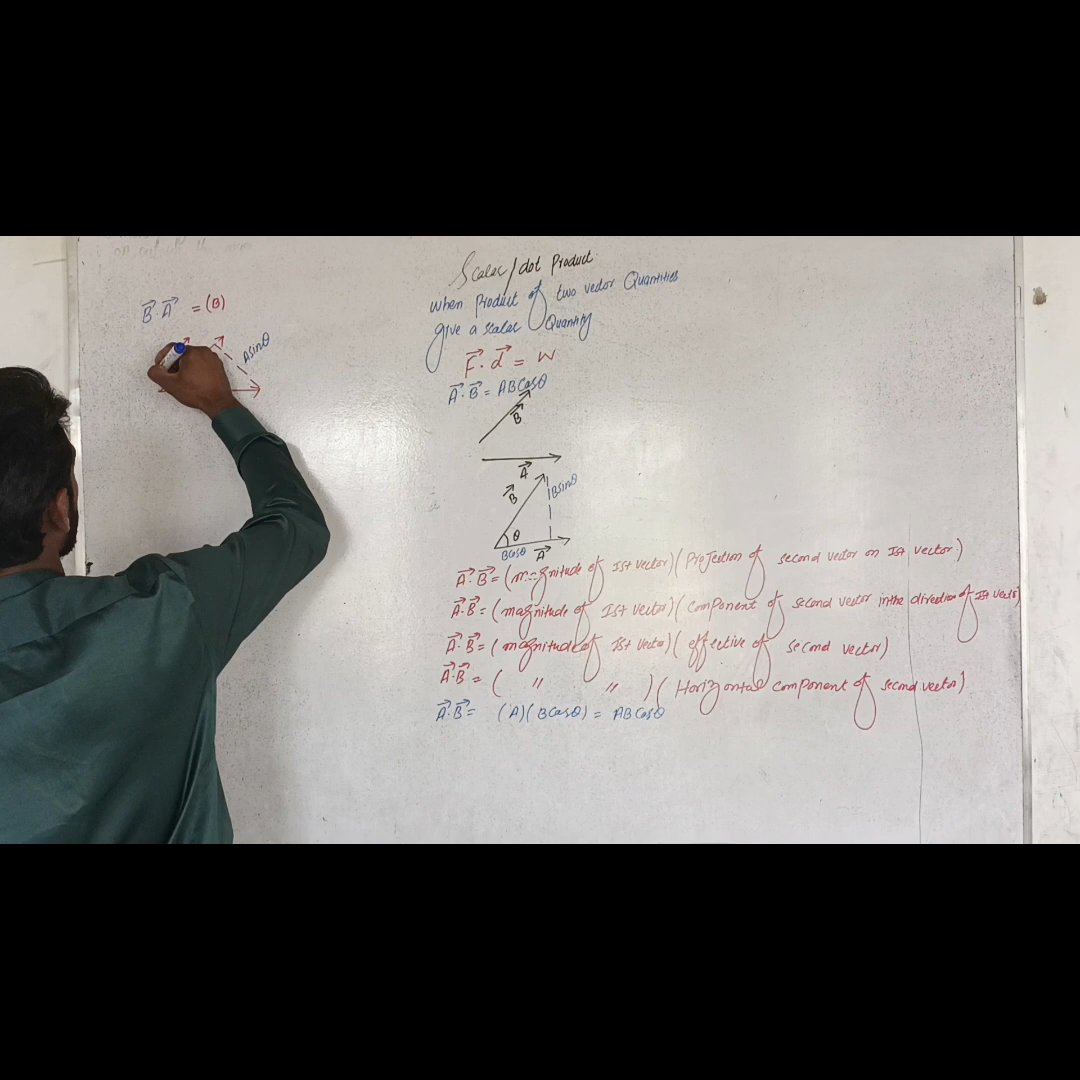 B⃗ A⃗ = (B)
Asinθ
Scalar/dot Product
when Product of two vector Quantities
give a scalar Quantity
F⃗ . d⃗ = W
A⃗ . B⃗ = ABCosθ
B⃗
A⃗
B⃗
Bsinθ
θ
BCosθ A⃗
A⃗ . B⃗ = (magnitude of Ist vector) (Projection of second vector on Ist vector)
A⃗ . B⃗ = (magnitude of Ist vector) (component of second vector in the direction of Ist vector)
A⃗ . B⃗ = (magnitude of Ist vector) (effective of second vector)
A⃗ . B⃗ = ( " " ) (Horizontal component of second vector)
A⃗ . B⃗ = (A)(BCosθ) = ABCosθ